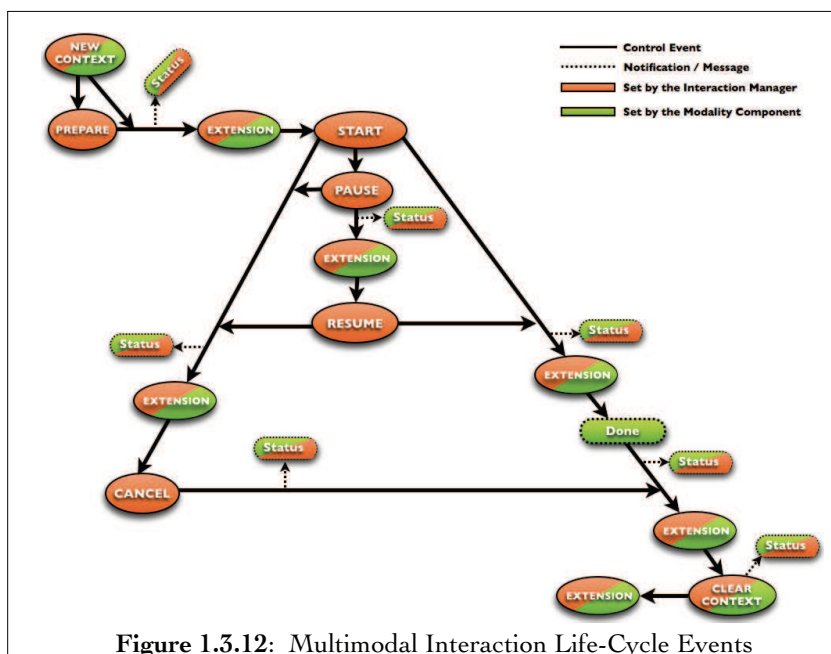 NEW
CONTEXT
Status
Control Event
Notification / Message
Set by the Interaction Manager
Set by the Modality Component
PREPARE
EXTENSION
START
PAUSE
Status
EXTENSION
RESUME
Status
Status
EXTENSION
EXTENSION
Done
Status
Status
CANCEL
EXTENSION
Status
EXTENSION
CLEAR
CONTEXT
Figure 1.3.12: Multimodal Interaction Life-Cycle Events